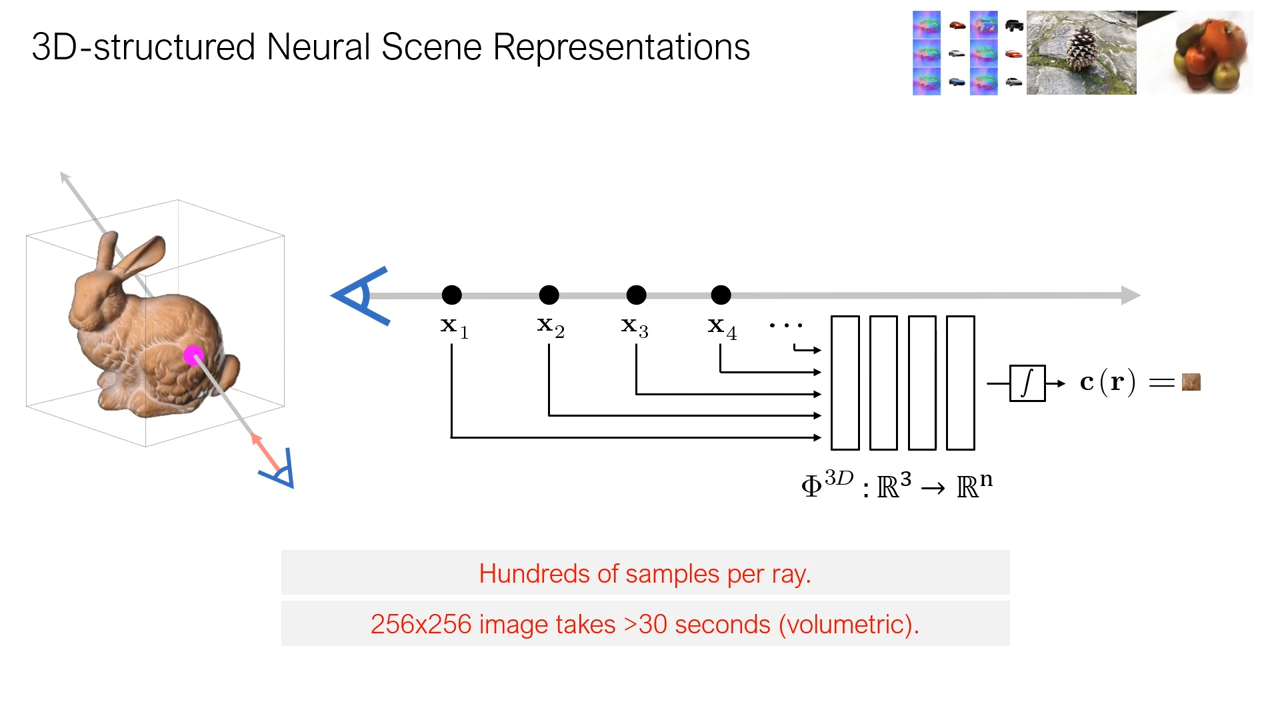 3D-structured Neural Scene Representations
x₁ x₂ x₃ x₄ ...
∫ c(r) =
Φ³ᴰ : ℝ³ → ℝⁿ
Hundreds of samples per ray.
256x256 image takes >30 seconds (volumetric).